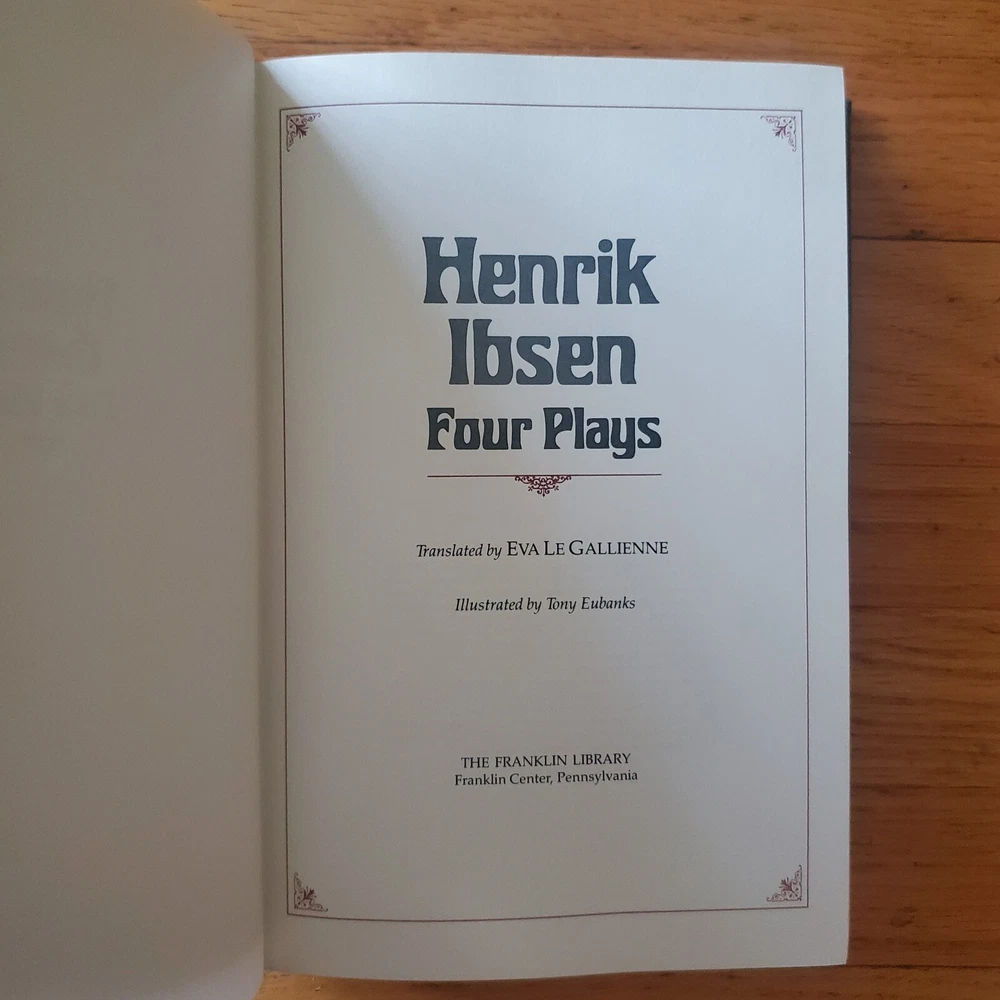 Henrik
Ibsen
Four Plays
Translated by EVA LE GALLIENNE
Illustrated by Tony Eubanks
THE FRANKLIN LIBRARY
Franklin Center, Pennsylvania